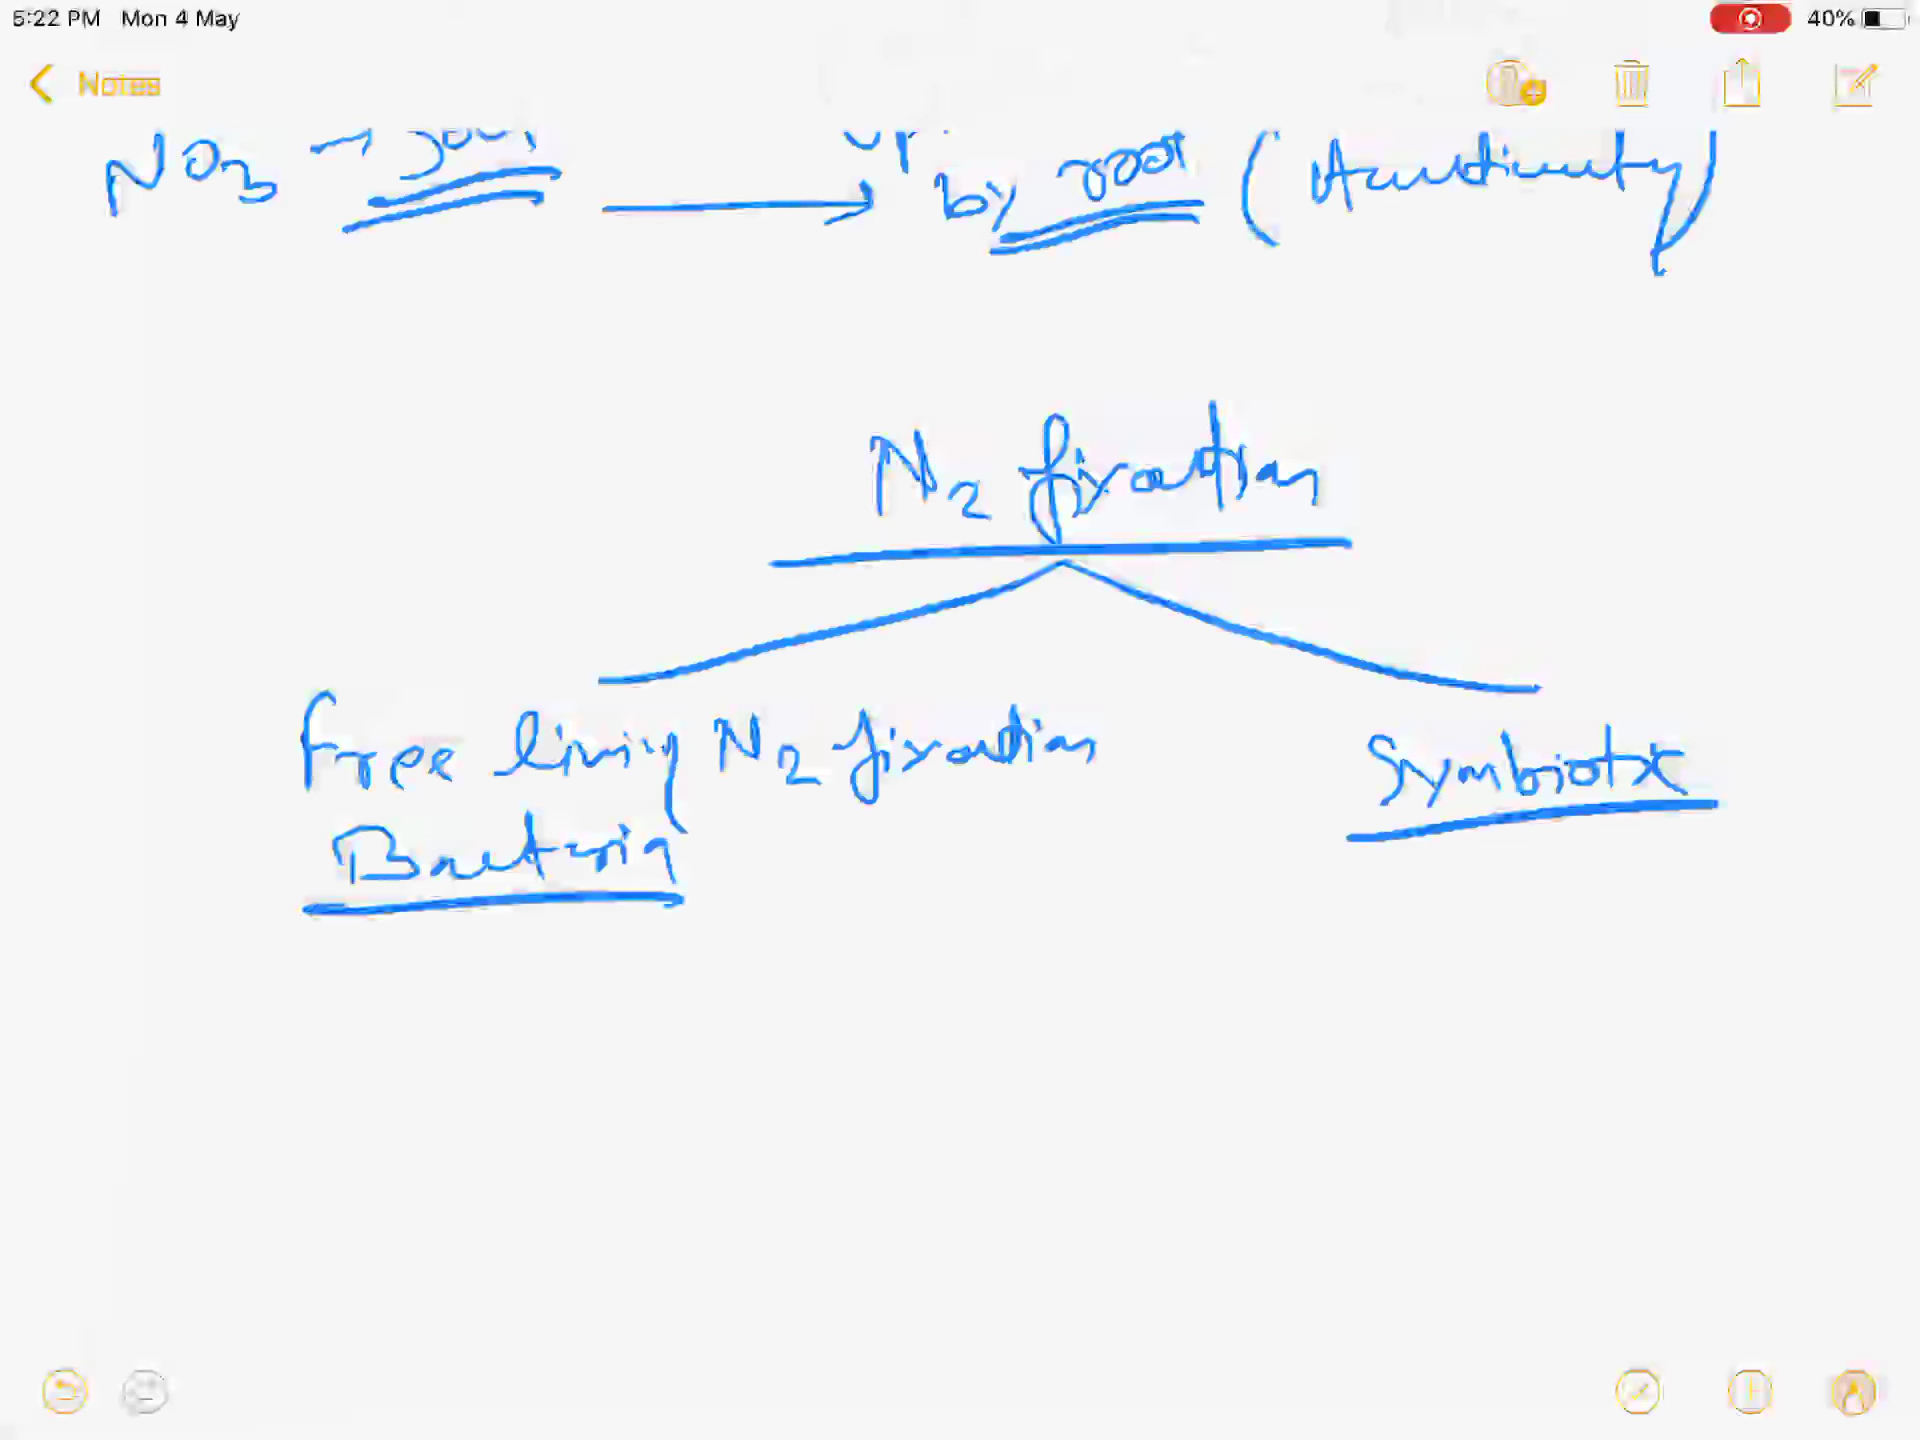 5:22 PM Mon 4 May 40%
Notes
NO3 → → by root (
N2 fixation
free living N2 fixation Symbiotic
Bacteria